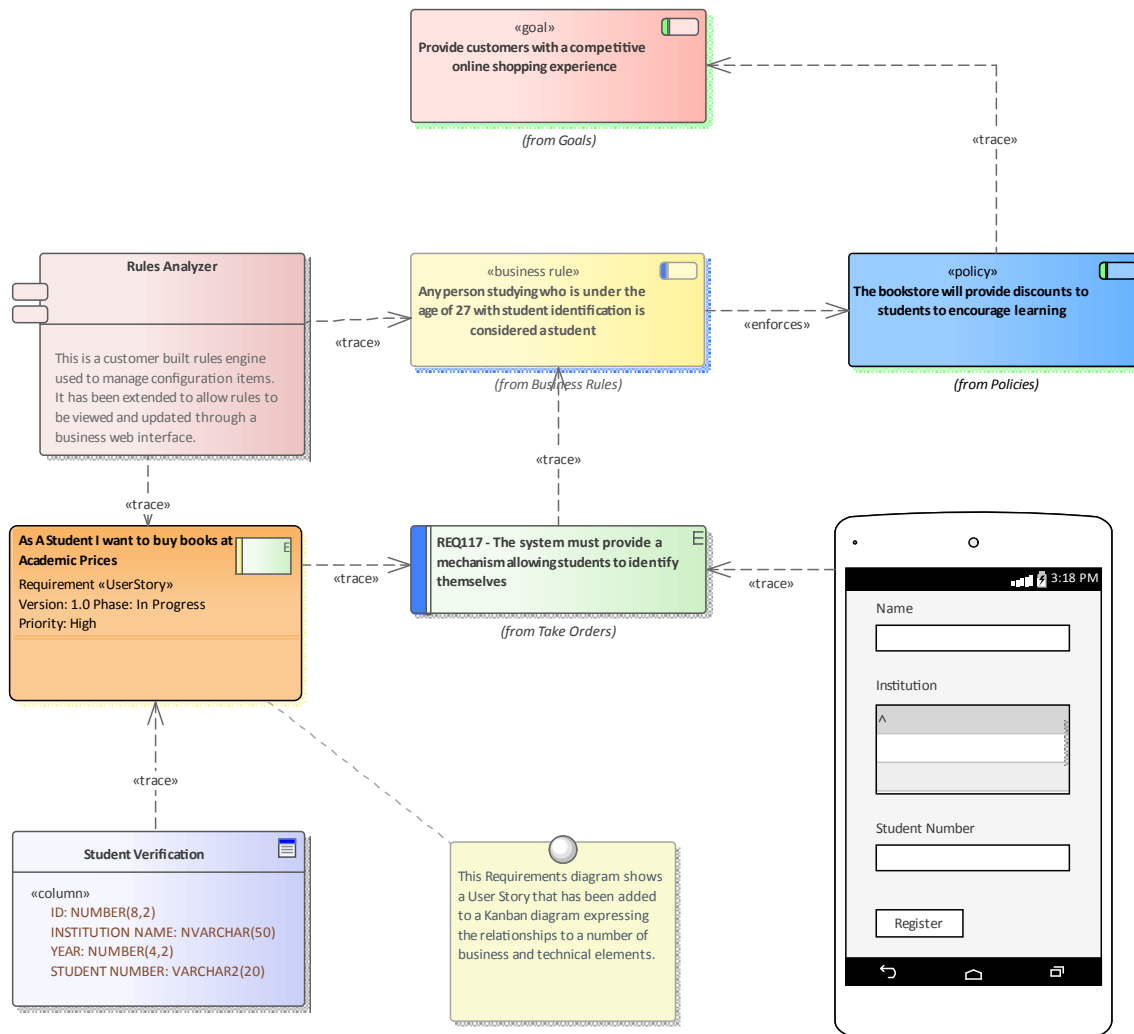 «goal»
Provide customers with a competitive
online shopping experience
(from Goals)
«trace»
Rules Analyzer
This is a customer built rules engine
used to manage configuration items.
It has been extended to allow rules to
be viewed and updated through a
business web interface.
«trace»
«business rule»
Any person studying who is under the
age of 27 with student identification is
considered a student
(from Business Rules)
«enforces»
«policy»
The bookstore will provide discounts to
students to encourage learning
(from Policies)
«trace»
«trace»
As A Student I want to buy books at
Academic Prices
E
Requirement «UserStory»
Version: 1.0 Phase: In Progress
Priority: High
«trace»
REQ117 - The system must provide a
mechanism allowing students to identify
themselves
E
(from Take Orders)
«trace»
3:18 PM
Name
Institution
^
Student Number
Register
«trace»
Student Verification
«column»
ID: NUMBER(8,2)
INSTITUTION NAME: NVARCHAR(50)
YEAR: NUMBER(4,2)
STUDENT NUMBER: VARCHAR2(20)
This Requirements diagram shows
a User Story that has been added
to a Kanban diagram expressing
the relationships to a number of
business and technical elements.